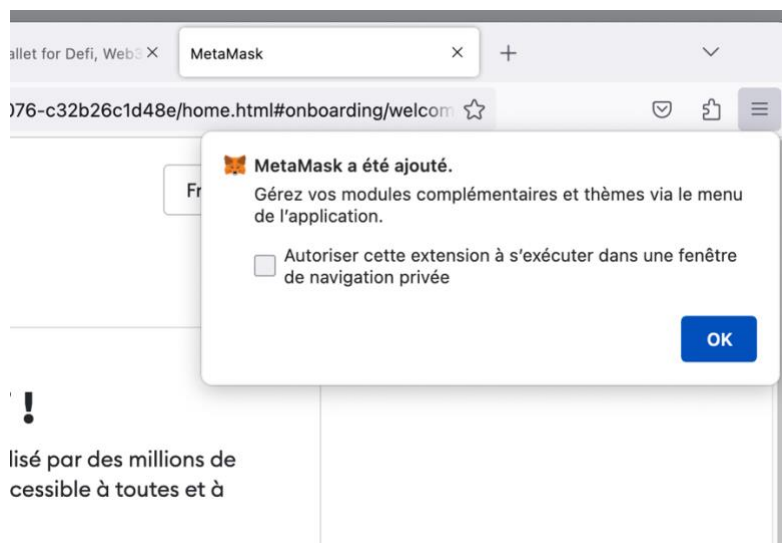 allet for Defi, Web3
MetaMask
076-c32b26c1d48e/home.html#onboarding/welcom
Fr
MetaMask a été ajouté.
Gérez vos modules complémentaires et thèmes via le menu
de l'application.
Autoriser cette extension à s'exécuter dans une fenêtre
de navigation privée
OK
!
lisé par des millions de
cessible à toutes et à